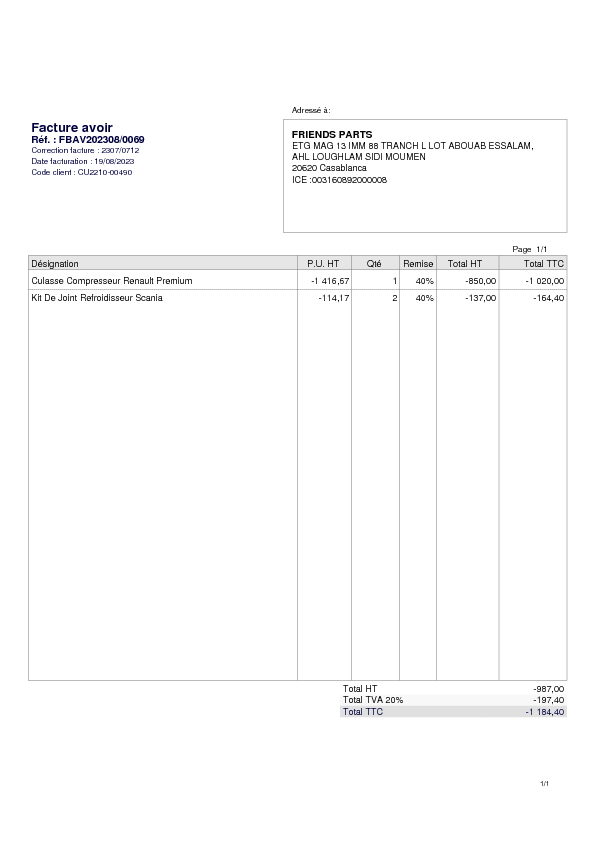 Adressé à:
Facture avoir
Réf. : FBAV202308/0069
Correction facture : 2307/0712
Date facturation : 19/08/2023
Code client : CU2210-00490
FRIENDS PARTS
ETG MAG 13 IMM 88 TRANCH L LOT ABOUAB ESSALAM,
AHL LOUGHLAM SIDI MOUMEN
20620 Casablanca
ICE :003160892000008
Page 1/1
Désignation P.U. HT Qté Remise Total HT Total TTC
Culasse Compresseur Renault Premium -1 416,67 1 40% -850,00 -1 020,00
Kit De Joint Refroidisseur Scania -114,17 2 40% -137,00 -164,40
Total HT -987,00
Total TVA 20% -197,40
Total TTC -1 184,40
1/1